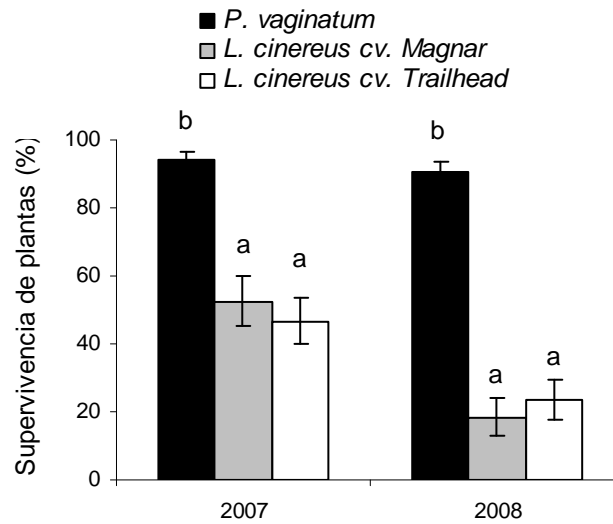 P. vaginatum
L. cinereus cv. Magnar
L. cinereus cv. Trailhead
Supervivencia de plantas (%)
100
80
60
40
20
0
b
a
a
b
a
a
2007
2008